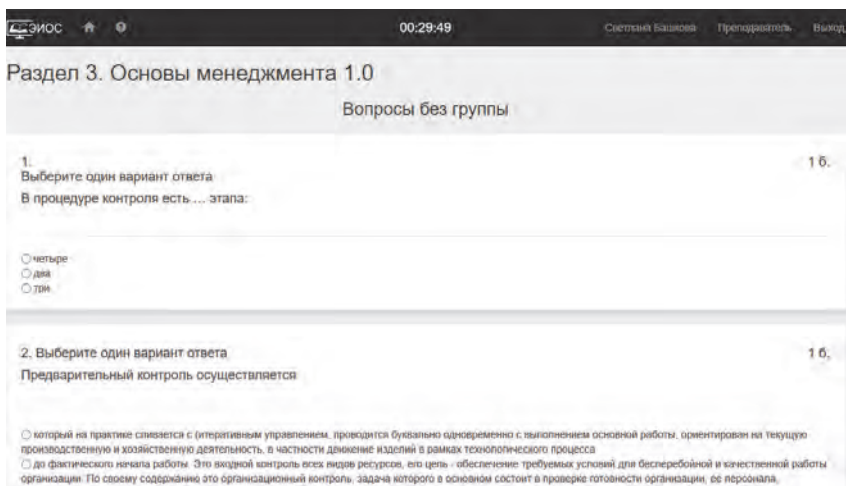 ЭИОС 00:29:49 Светлана Башкова Преподаватель Выход
Раздел 3. Основы менеджмента 1.0
Вопросы без группы
1. 1 б.
Выберите один вариант ответа
В процедуре контроля есть ... этапа:
четыре
два
три
2. Выберите один вариант ответа 1 б.
Предварительный контроль осуществляется
который на практике сливается с (итеративным управлением, проводится буквально одновременно с выполнением основной работы, ориентирован на текущую
производственную и хозяйственную деятельность, в частности движение изделий в рамках технологического процесса
до фактического начала работы. Это входной контроль всех видов ресурсов, его цель - обеспечение требуемых условий для бесперебойной и качественной работы
организации. По своему содержанию это организационный контроль, задача которого в основном состоит в проверке готовности организации, ее персонала,